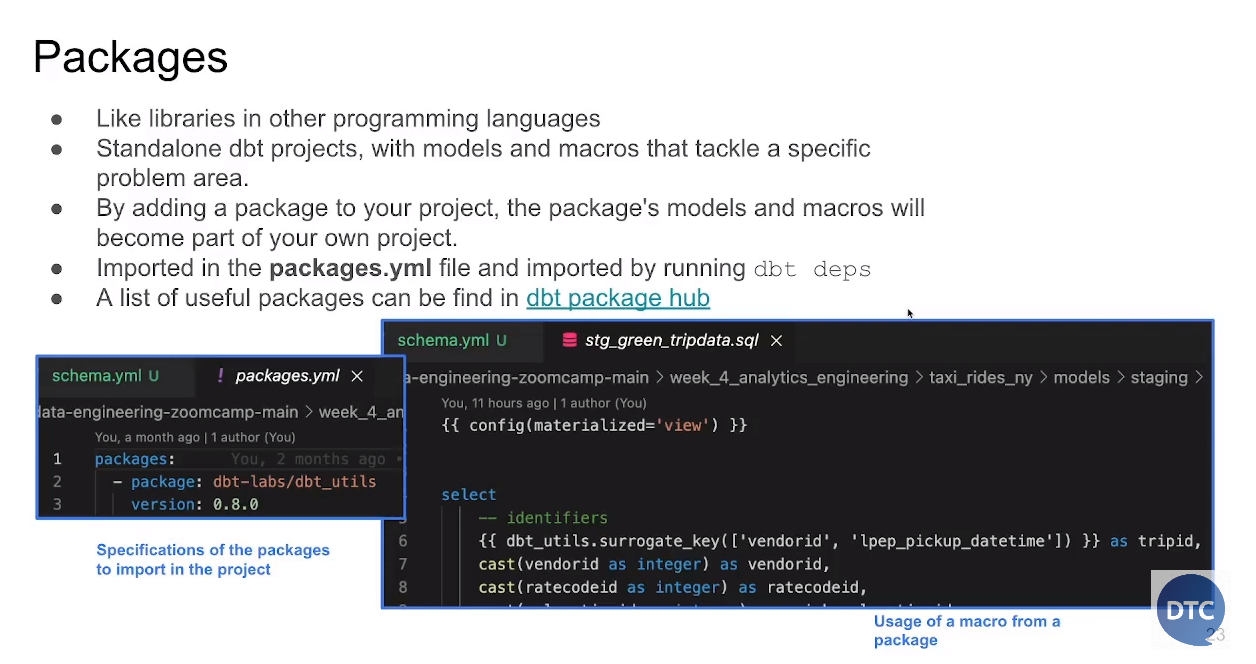 Packages
● Like libraries in other programming languages
● Standalone dbt projects, with models and macros that tackle a specific
problem area.
● By adding a package to your project, the package's models and macros will
become part of your own project.
● Imported in the packages.yml file and imported by running dbt deps
● A list of useful packages can be find in dbt package hub
schema.yml U
! packages.yml ×
data-engineering-zoomcamp-main > week_4_an
You, a month ago | 1 author (You)
1 packages: You, 2 months ago •
2 - package: dbt-labs/dbt_utils
3 version: 0.8.0
Specifications of the packages
to import in the project
schema.yml U
stg_green_tripdata.sql ×
a-engineering-zoomcamp-main > week_4_analytics_engineering > taxi_rides_ny > models > staging >
You, 11 hours ago | 1 author (You)
{{ config(materialized='view') }}
select
5 -- identifiers
6 {{ dbt_utils.surrogate_key(['vendorid', 'lpep_pickup_datetime']) }} as tripid,
7 cast(vendorid as integer) as vendorid,
8 cast(ratecodeid as integer) as ratecodeid,
Usage of a macro from a
package
DTC
23